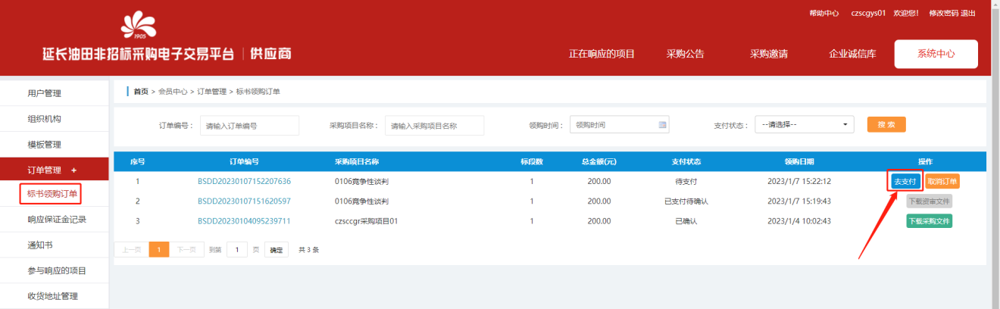 帮助中心 czscgys01 欢迎您! 修改密码 退出
1905
延长油田非招标采购电子交易平台 | 供应商
正在响应的项目 采购公告 采购邀请 企业诚信库 系统中心
用户管理
组织机构
模板管理
订单管理 +
标书领购订单
响应保证金记录
通知书
参与响应的项目
收货地址管理
首页 > 会员中心 > 订单管理 > 标书领购订单
订单编号： 请输入订单编号 采购项目名称： 请输入采购项目名称 领购时间： 领购时间 支付状态： --请选择-- 搜 索
序号 订单编号 采购项目名称 标段数 总金额(元) 支付状态 领购日期 操作
1 BSDD20230107152207636 0106竞争性谈判 1 200.00 待支付 2023/1/7 15:22:12 去支付 取消订单
2 BSDD20230107151620597 0106竞争性谈判 1 200.00 已支付待确认 2023/1/7 15:19:43 下载资审文件
3 BSDD20230104095239711 czsccgr采购项目01 1 200.00 已确认 2023/1/4 10:02:43 下载采购文件
上一页 1 下一页 到第 1 页 确定 共 3 条